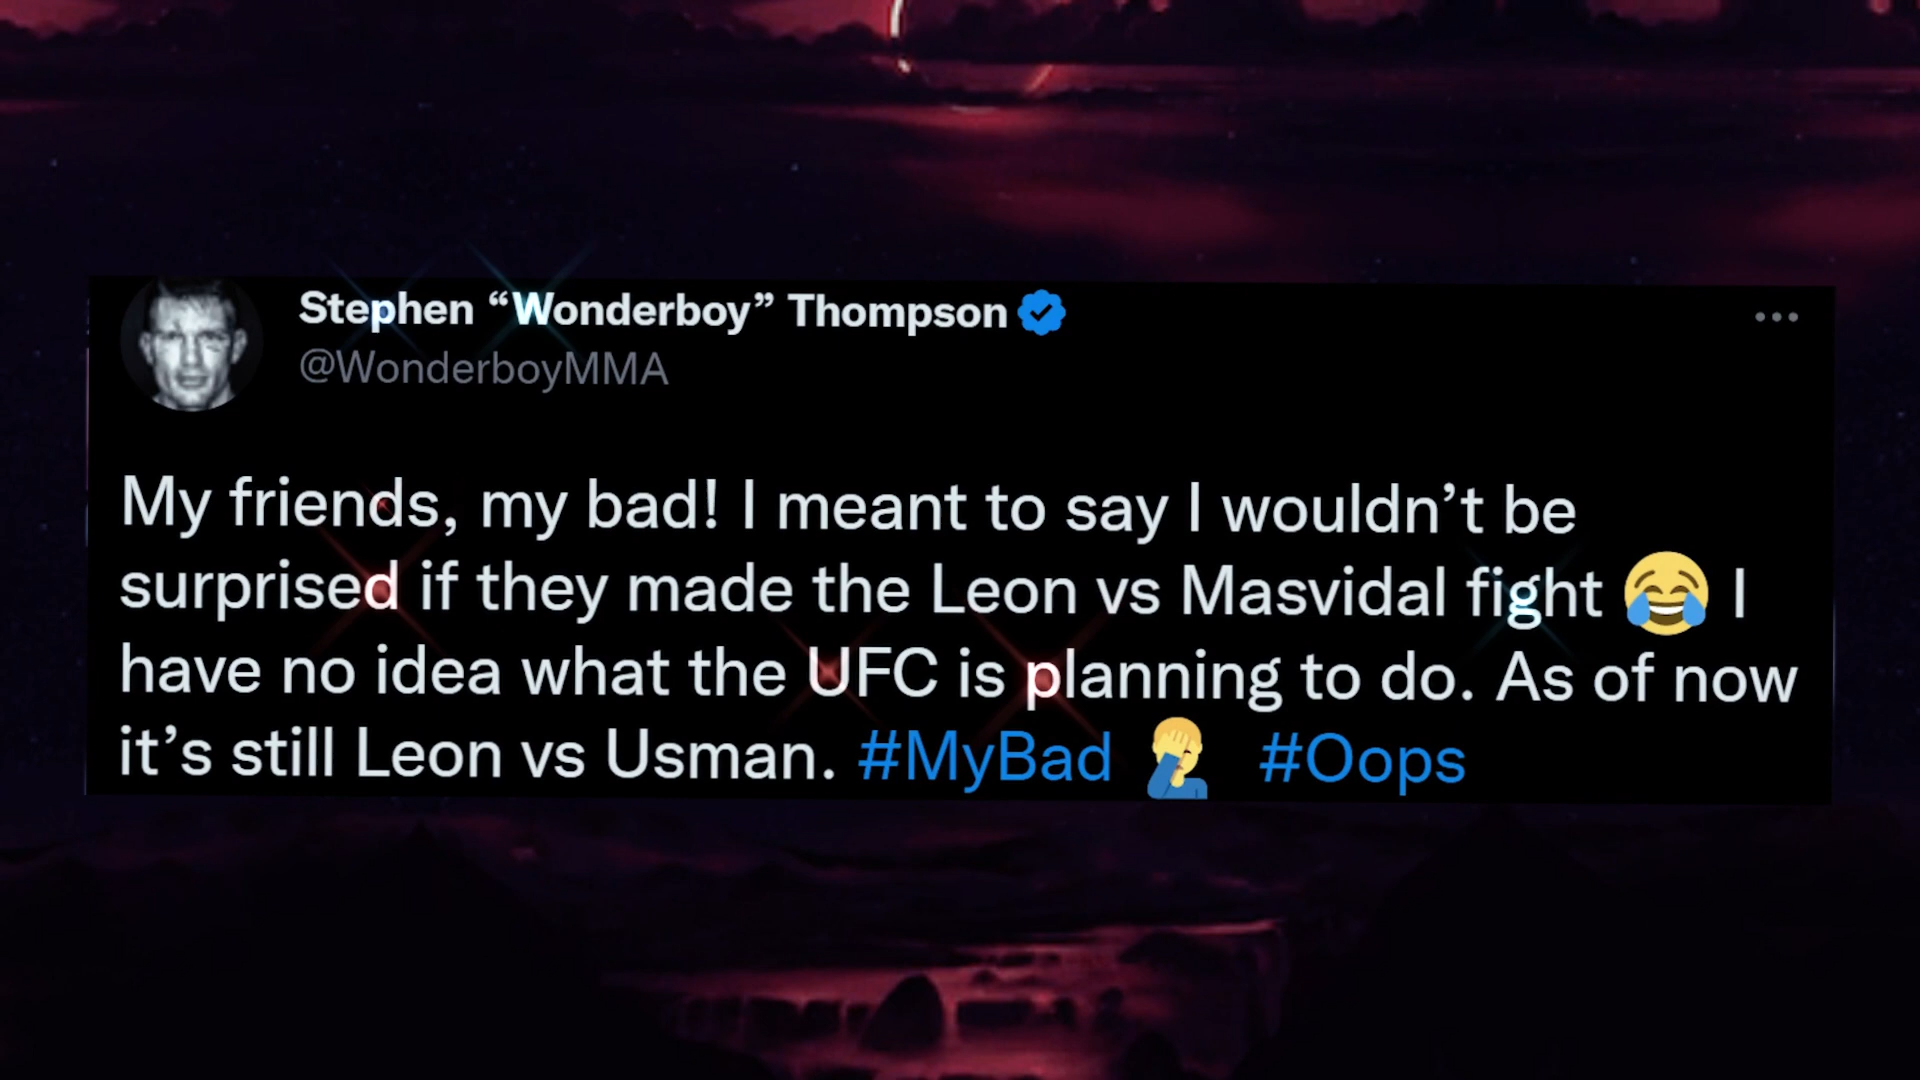 Stephen “Wonderboy” Thompson
@WonderboyMMA
My friends, my bad! I meant to say I wouldn’t be
surprised if they made the Leon vs Masvidal fight 😂 I
have no idea what the UFC is planning to do. As of now
it’s still Leon vs Usman. #MyBad 🤦‍♂️ #Oops